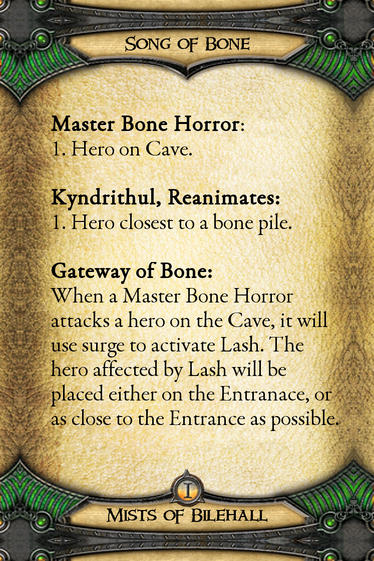 Song of Bone
Master Bone Horror:
1. Hero on Cave.
Kyndrithul, Reanimates:
1. Hero closest to a bone pile.
Gateway of Bone:
When a Master Bone Horror
attacks a hero on the Cave, it will
use surge to activate Lash. The
hero affected by Lash will be
placed either on the Entranace, or
as close to the Entrance as possible.
I
Mists of Bilehall